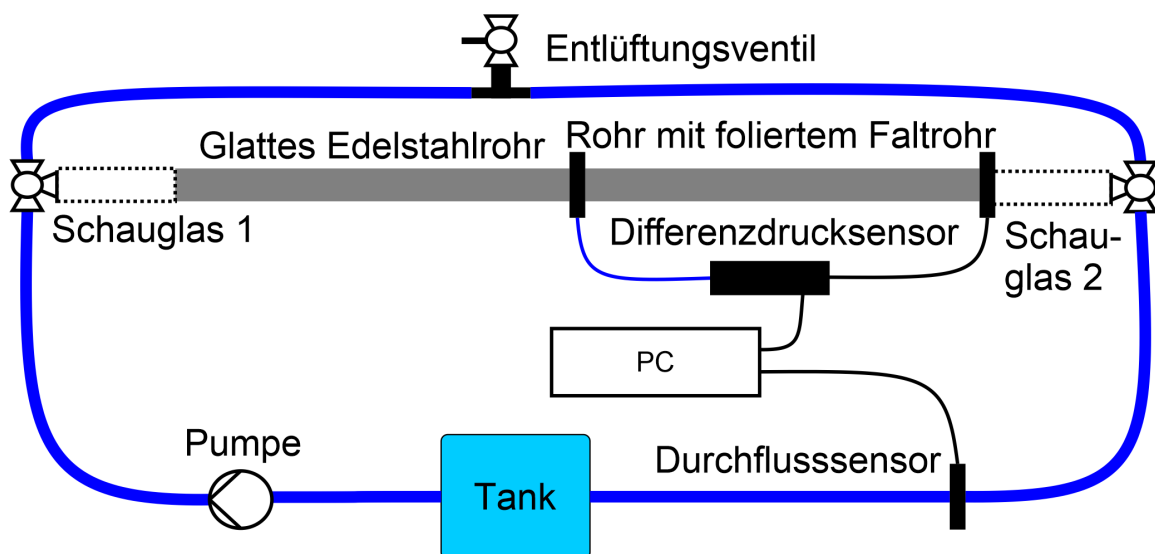 Entlüftungsventil
Glattes Edelstahlrohr
Rohr mit foliertem Faltrohr
Schauglas 1
Differenzdrucksensor
Schau-
glas 2
PC
Pumpe
Tank
Durchflusssensor